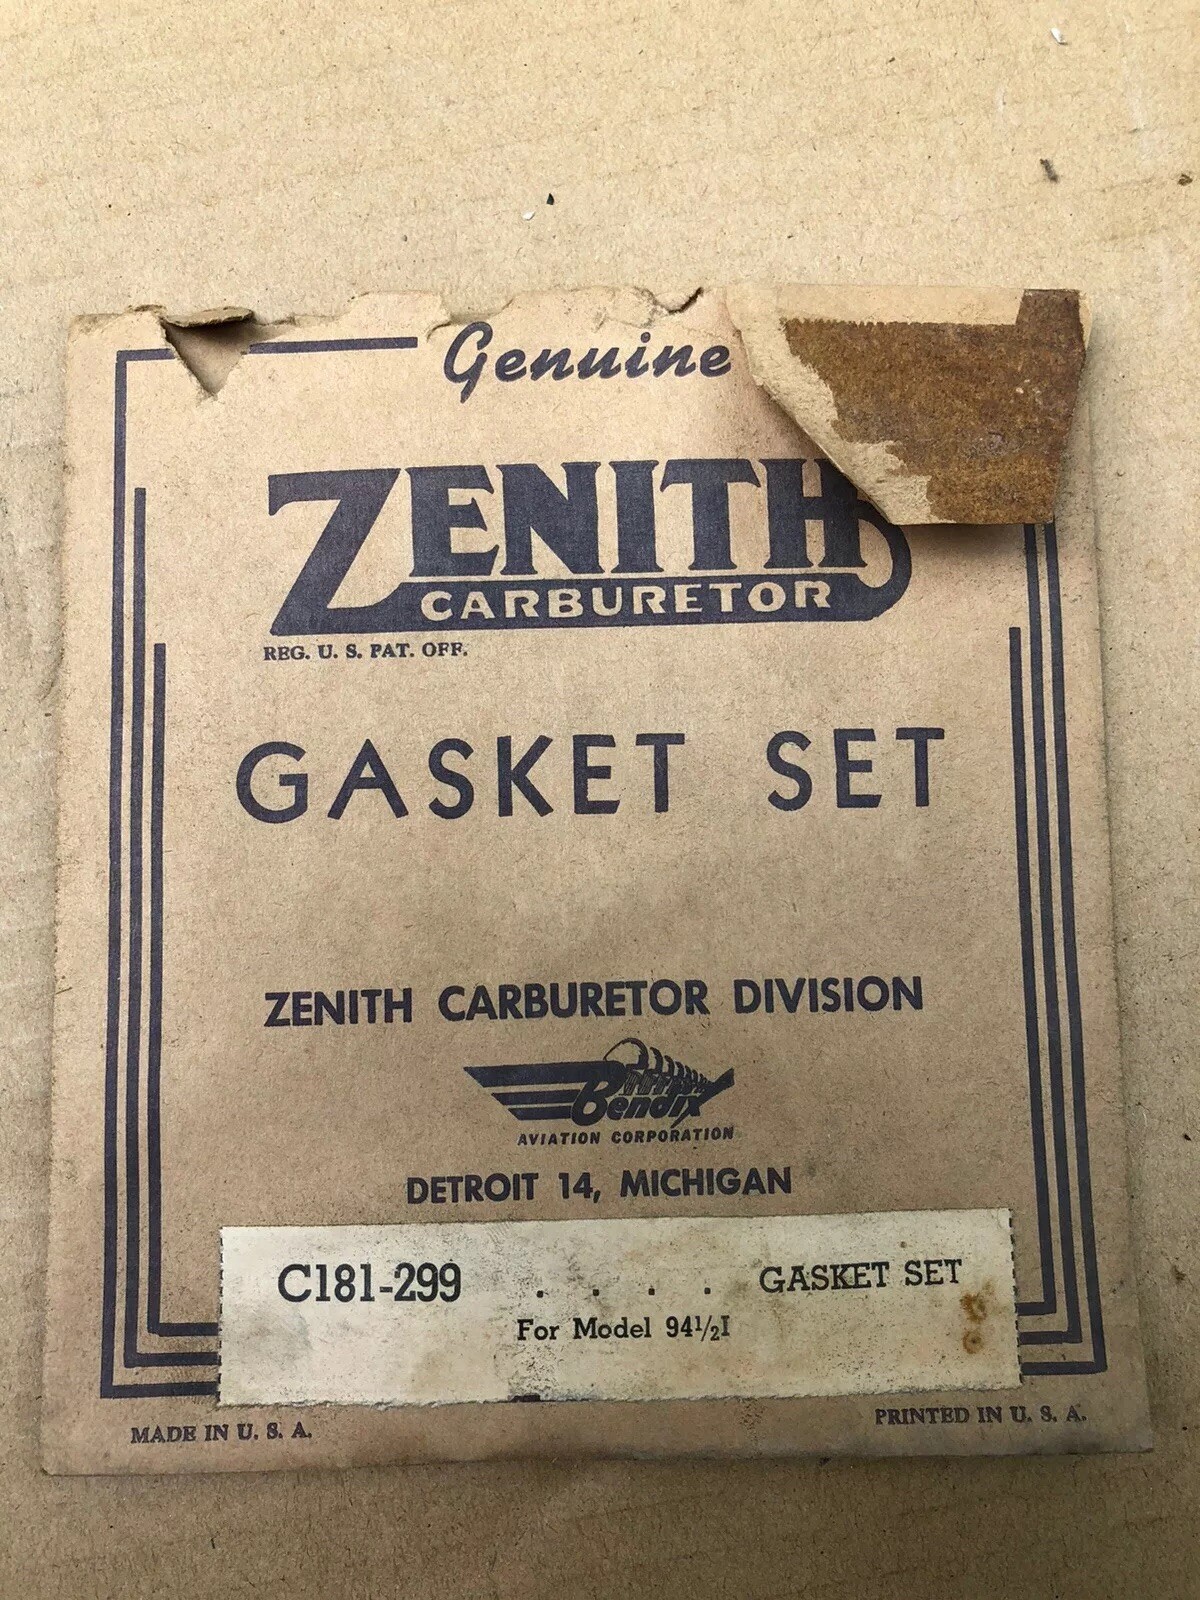 Genuine
ZENITH
CARBURETOR
REG. U. S. PAT. OFF.
GASKET SET
ZENITH CARBURETOR DIVISION
Bendix
AVIATION CORPORATION
DETROIT 14, MICHIGAN
C181-299 . . . . GASKET SET
For Model 94½I
MADE IN U. S. A.
PRINTED IN U. S. A.